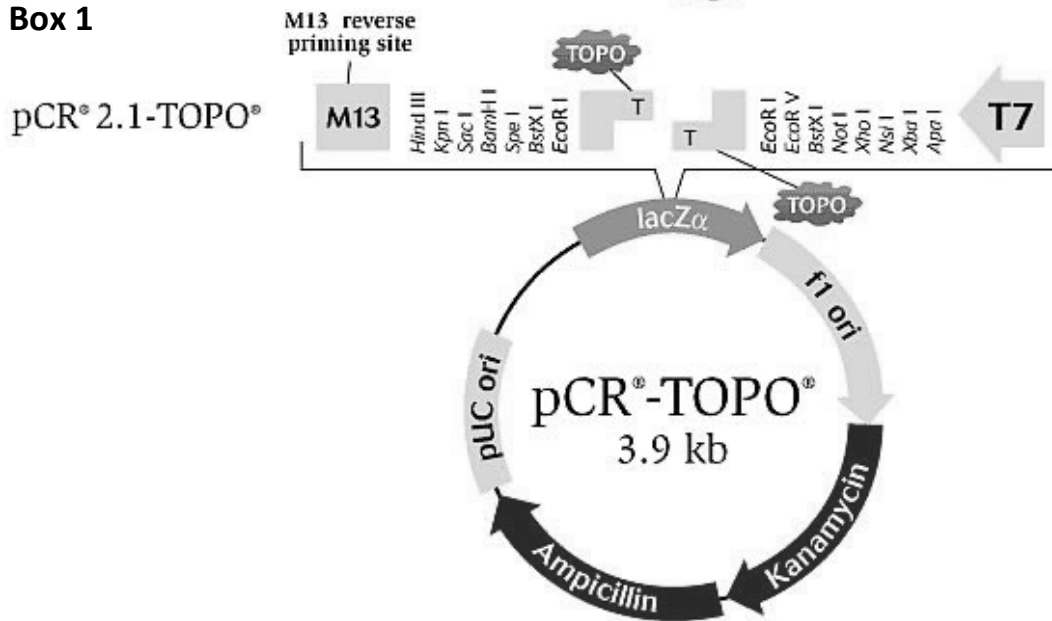 Box 1
M13 reverse
priming site
pCR® 2.1-TOPO®
M13
Hind III
Kpn I
Sac I
BamH I
Spe I
BstX I
EcoR I
TOPO
T
T
TOPO
EcoR I
EcoR V
BstX I
Not I
Xho I
NsI I
Xba I
Apa I
T7
lacZα
f1 ori
Kanamycin
Ampicillin
pUC ori
pCR®-TOPO®
3.9 kb